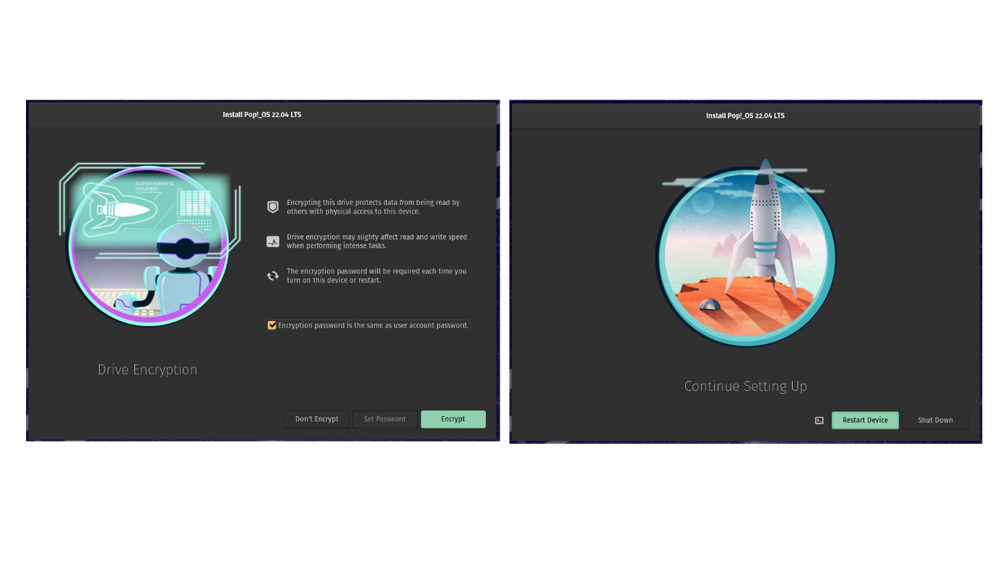 Install Pop!_OS 22.04 LTS
Encrypting this drive protects data from being read by
others with physical access to this device.
Drive encryption may slighty affect read and write speed
when performing intense tasks.
The encryption password will be required each time you
turn on this device or restart.
Encryption password is the same as user account password.
Drive Encryption
Don't Encrypt
Set Password
Encrypt
Install Pop!_OS 22.04 LTS
Continue Setting Up
Restart Device
Shut Down